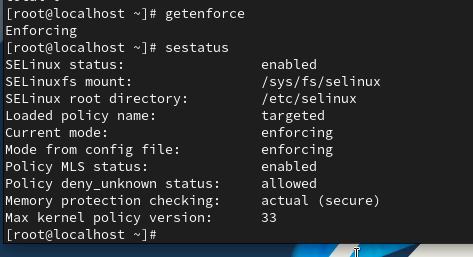 [root@localhost ~]# getenforce
Enforcing
[root@localhost ~]# sestatus
SELinux status:                 enabled
SELinuxfs mount:                /sys/fs/selinux
SELinux root directory:         /etc/selinux
Loaded policy name:             targeted
Current mode:                   enforcing
Mode from config file:          enforcing
Policy MLS status:              enabled
Policy deny_unknown status:     allowed
Memory protection checking:     actual (secure)
Max kernel policy version:      33
[root@localhost ~]#